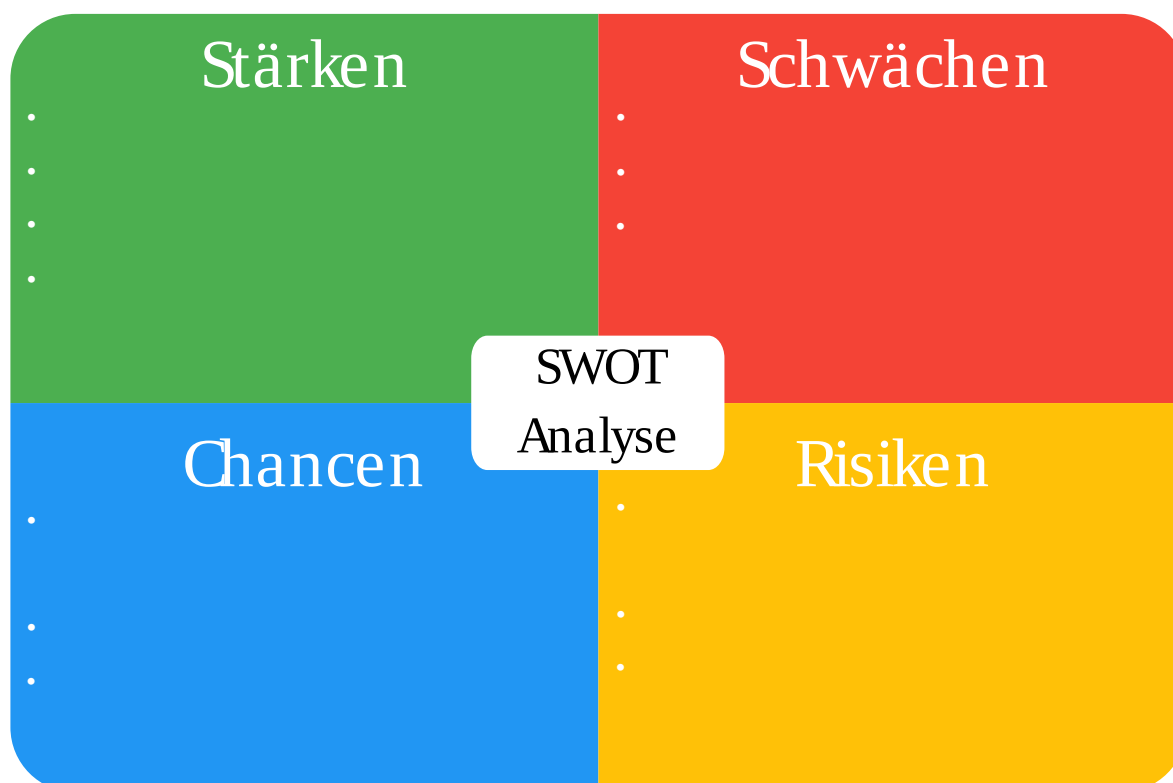 Stärken
Schwächen
SWOT
Analyse
Chancen
Risiken